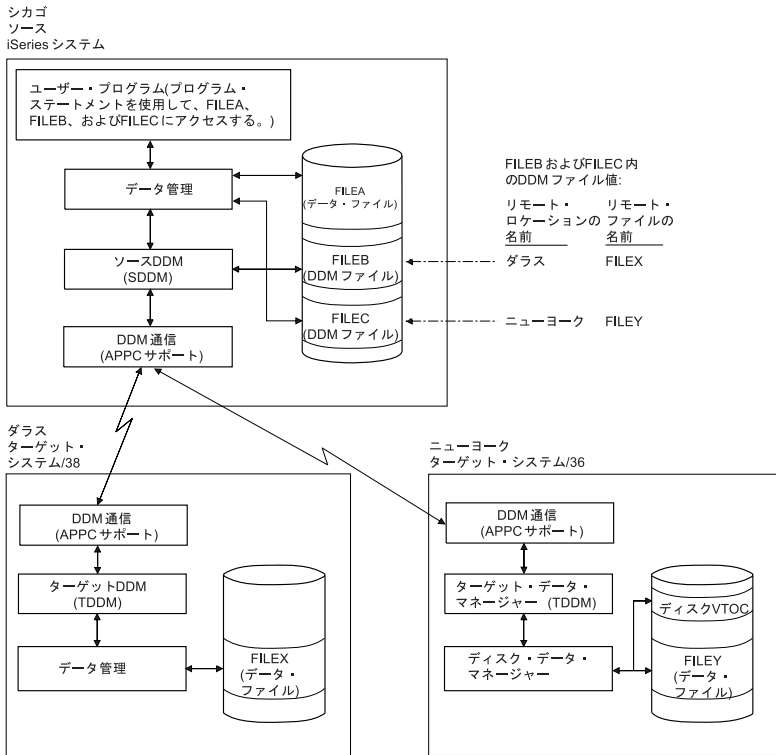 シカゴ
ソース
iSeries システム
ユーザー・プログラム(プログラム・
ステートメントを使用して、FILEA、
FILEB、およびFILECにアクセスする。)
データ管理
FILEA
(データ・ファイル)
ソースDDM
(SDDM)
FILEB
(DDMファイル)
FILEC
(DDMファイル)
DDM通信
(APPCサポート)
FILEBおよびFILEC内
のDDMファイル値:
リモート・ リモート・
ロケーションの ファイルの
名前 名前
ダラス FILEX
ニューヨーク FILEY
ダラス
ターゲット・
システム/38
DDM通信
(APPCサポート)
ターゲットDDM
(TDDM)
データ管理
FILEX
(データ・
ファイル)
ニューヨーク
ターゲット・システム/36
DDM通信
(APPCサポート)
ターゲット・データ・
マネージャー (TDDM)
ディスク・データ・
マネージャー
ディスクVTOC
FILEY
(データ・
ファイル)